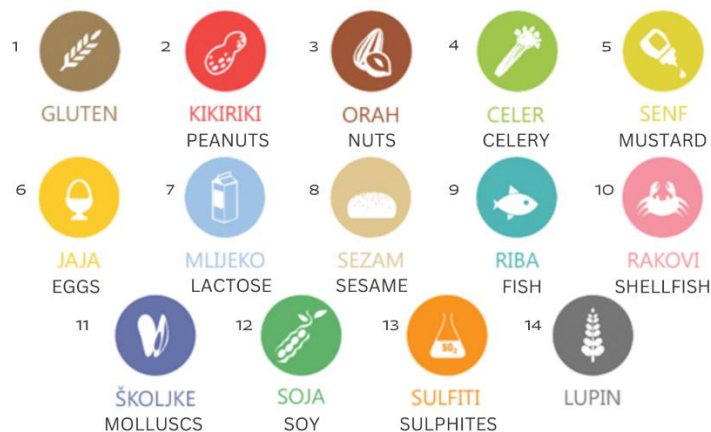 1 2 3 4 5
GLUTEN KIKIRIKI ORAH CELER SENF
PEANUTS NUTS CELERY MUSTARD
6 7 8 9 10
JAJA MLIJEKO SEZAM RIBA RAKOVI
EGGS LACTOSE SESAME FISH SHELLFISH
11 12 13 14
SO₂
ŠKOLJKE SOJA SULFITI LUPIN
MOLLUSCS SOY SULPHITES